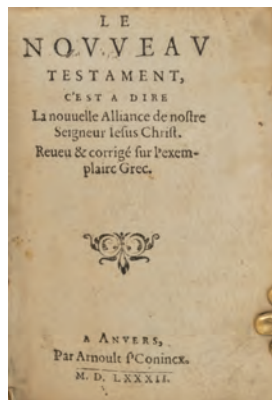 LE
NOVVEAV
TESTAMENT,
C'EST A DIRE
La nouuelle Alliance de nostre
Seigneur Iesus Christ.
Reueu & corrigé sur l'exem-
plaire Grec.
A ANVERS,
Par Arnoult s'Coninx.
M. D. LXXXII.